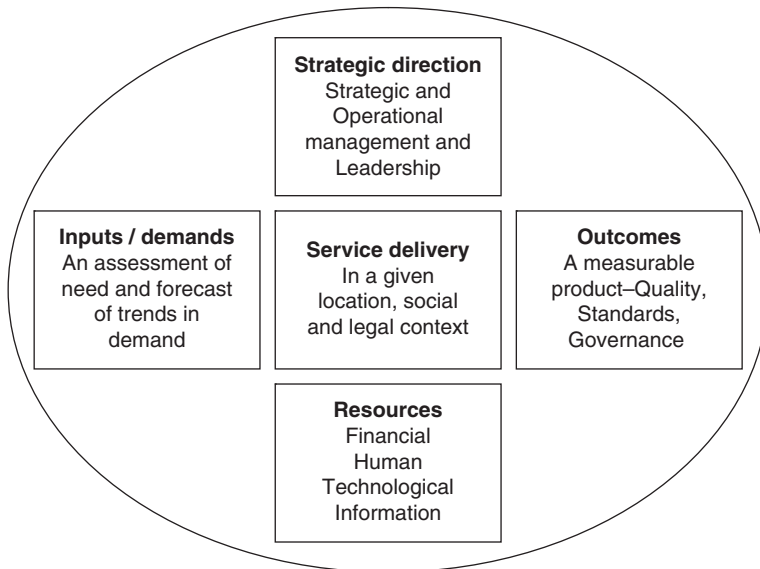 Strategic direction
Strategic and
Operational
management and
Leadership
Inputs / demands
An assessment of
need and forecast
of trends in
demand
Service delivery
In a given
location, social
and legal context
Outcomes
A measurable
product–Quality,
Standards,
Governance
Resources
Financial
Human
Technological
Information